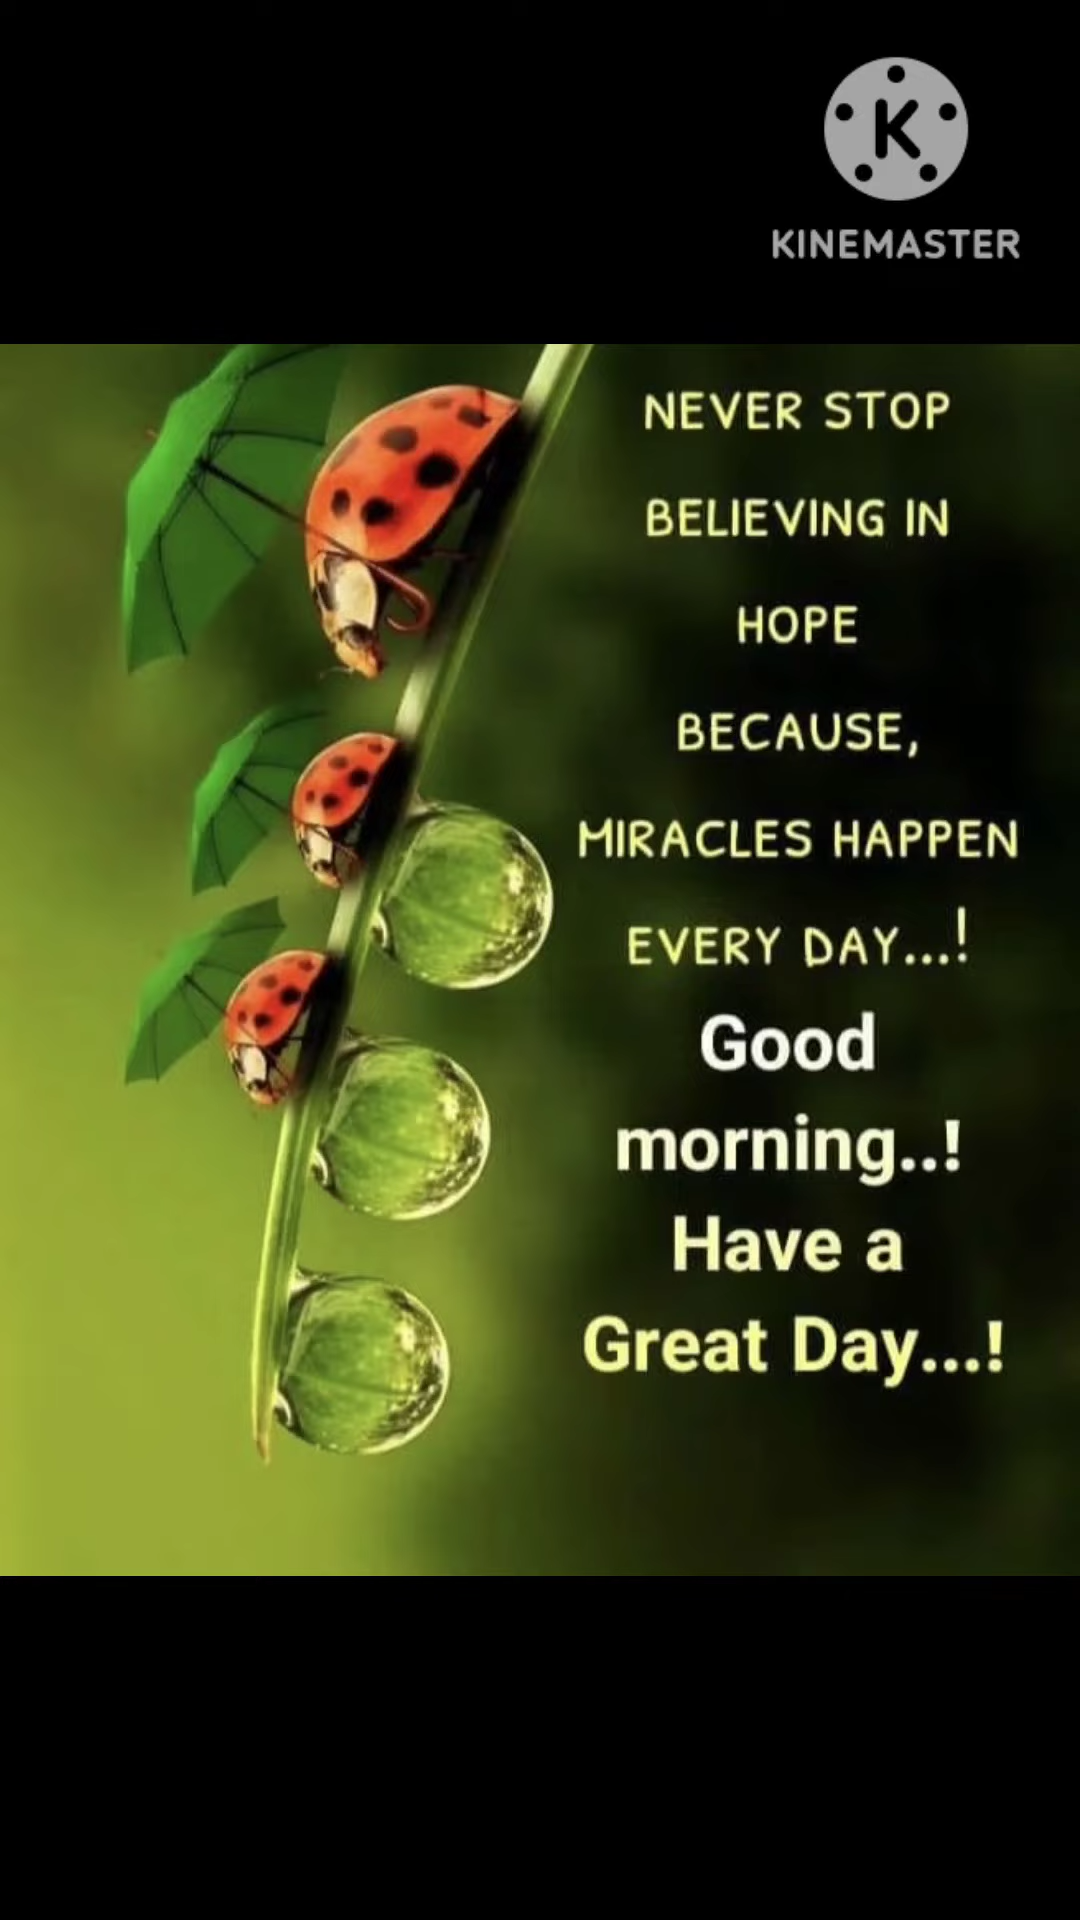 K
KINEMASTER
NEVER STOP
BELIEVING IN
HOPE
BECAUSE,
MIRACLES HAPPEN
EVERY DAY...!
Good
morning..!
Have a
Great Day...!